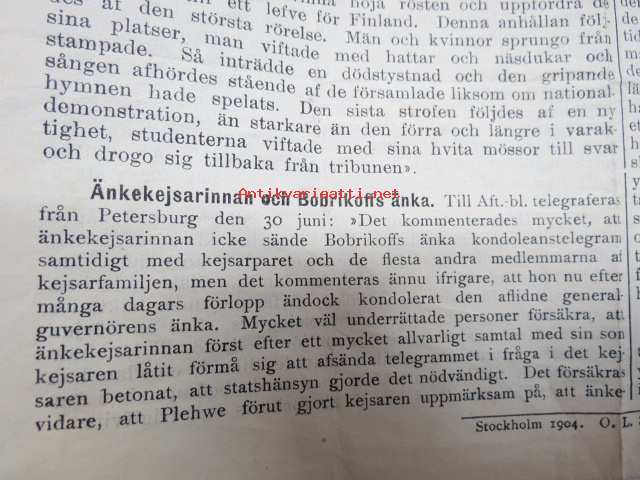 höja rösten och uppfordra de
ett lefve för Finland. Denna anhållan följ-
des af den största rörelse. Män och kvinnor sprungo från
sina platser, man viftade med hattar och näsdukar och
stampade. Så inträdde en dödstystnad och den gripande
sången afhördes stående af de församlade liksom om national-
hymnen hade spelats. Den sista strofen följdes af en ny
demonstration, än starkare än den förra och längre i varak-
tighet, studenterna viftade med sina hvita mössor till svar
och drogo sig tillbaka från tribunen».
Änkekejsarinnan och Bobrikoffs änka. Till Aft.-bl. telegraferas
från Petersburg den 30 juni: »Det kommenterades mycket, att
änkekejsarinnan icke sände Bobrikoffs änka kondoleanstelegram
samtidigt med kejsarparet och de flesta andra medlemmarna af
kejsarfamiljen, men det kommenteras ännu ifrigare, att hon nu efter
många dagars förlopp ändock kondolerat den aflidne general-
guvernörens änka. Mycket väl underrättade personer försäkra, att
änkekejsarinnan först efter ett mycket allvarligt samtal med sin son
kejsaren låtit förmå sig att afsända telegrammet i fråga i det kej-
saren betonat, att statshänsyn gjorde det nödvändigt. Det försäkras
vidare, att Plehwe förut gjort kejsaren uppmärksam på, att änke-
Stockholm 1904. O. L.
Antikvariaatti.net